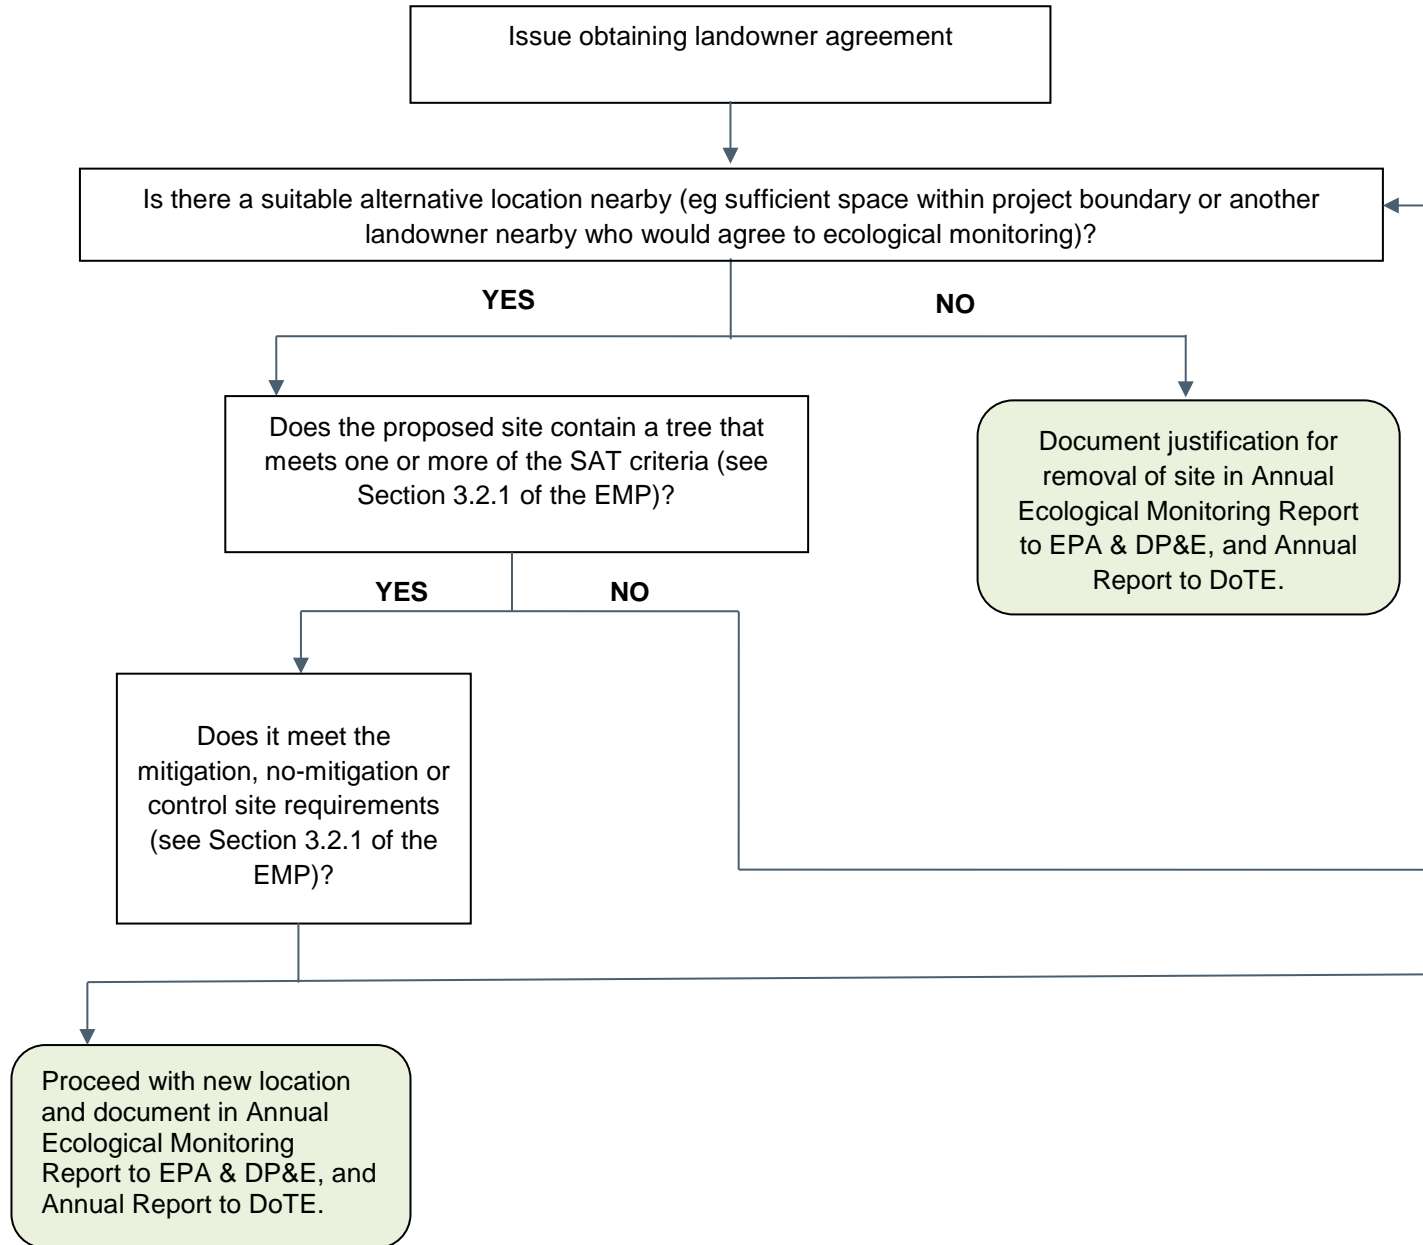 Issue obtaining landowner agreement
Is there a suitable alternative location nearby (eg sufficient space within project boundary or another
landowner nearby who would agree to ecological monitoring)?
YES
NO
Does the proposed site contain a tree that
meets one or more of the SAT criteria (see
Section 3.2.1 of the EMP)?
Document justification for
removal of site in Annual
Ecological Monitoring Report
to EPA & DP&E, and Annual
Report to DoTE.
YES
NO
Does it meet the
mitigation, no-mitigation or
control site requirements
(see Section 3.2.1 of the
EMP)?
Proceed with new location
and document in Annual
Ecological Monitoring
Report to EPA & DP&E, and
Annual Report to DoTE.